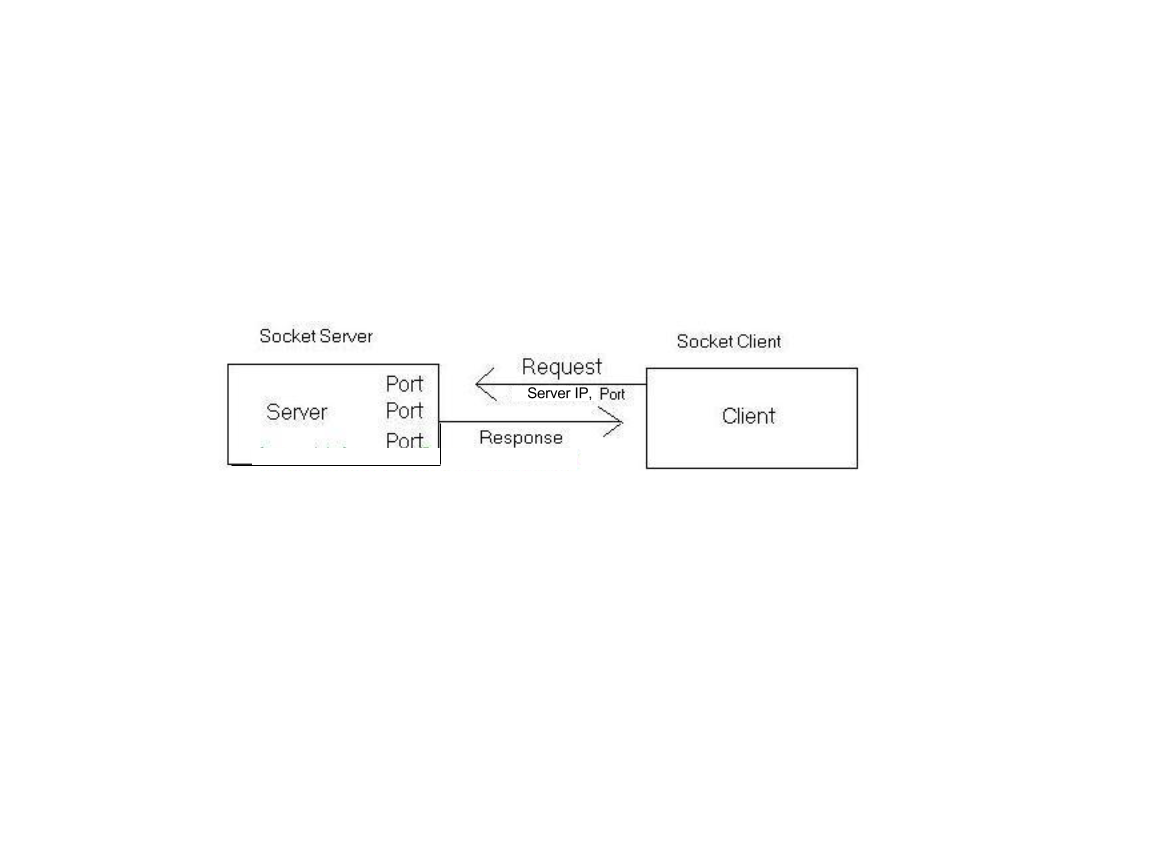 Socket Server
Socket Client
Request
Port
Server IP, Port
Server
Port
Client
Port
Response